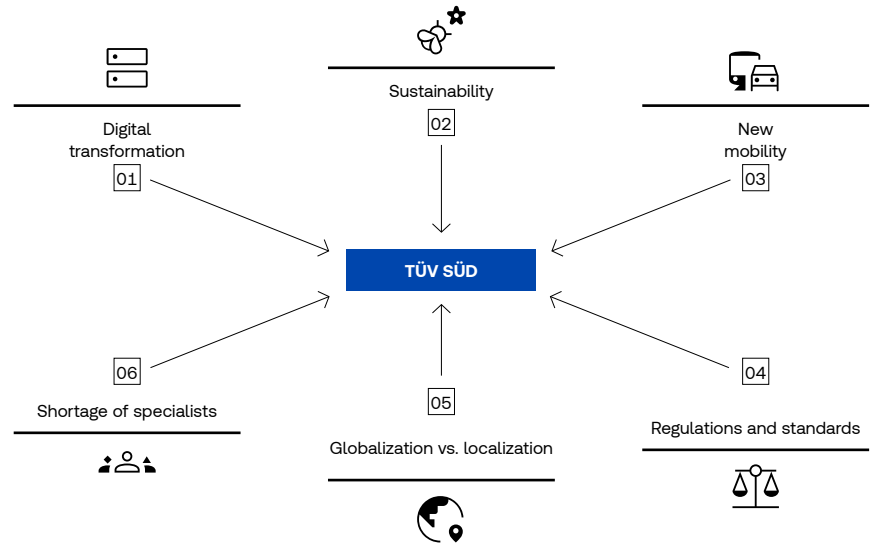 Digital
transformation
01
Sustainability
02
New
mobility
03
TÜV SÜD
06
Shortage of specialists
05
Globalization vs. localization
04
Regulations and standards